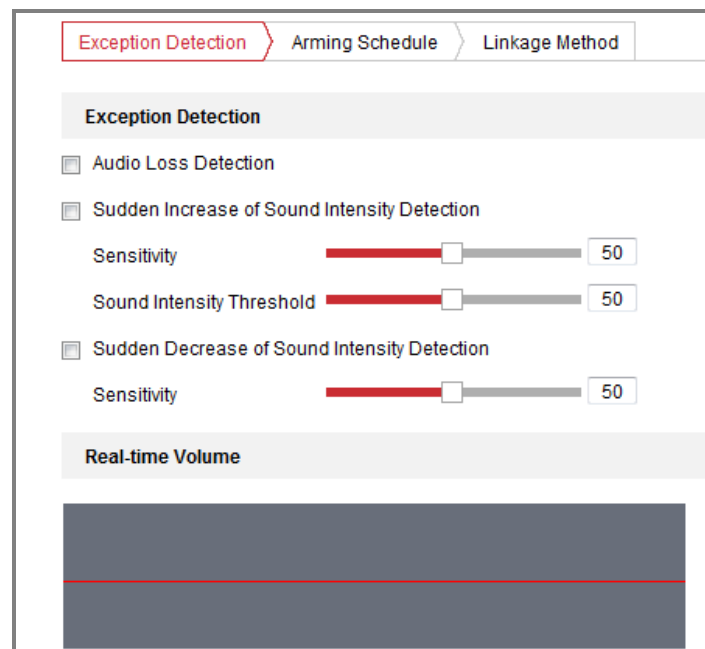 Exception Detection Arming Schedule Linkage Method
Exception Detection
Audio Loss Detection
Sudden Increase of Sound Intensity Detection
Sensitivity 50
Sound Intensity Threshold 50
Sudden Decrease of Sound Intensity Detection
Sensitivity 50
Real-time Volume